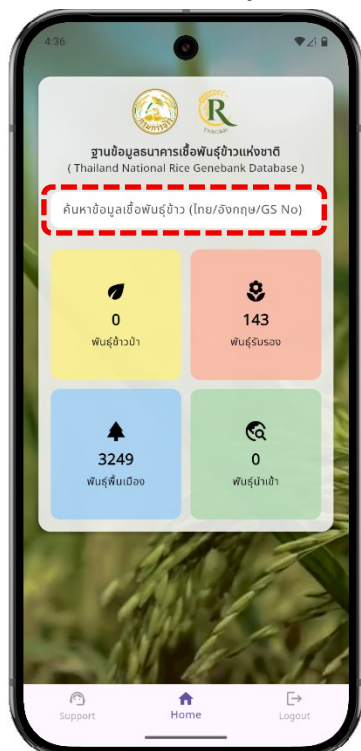 4:36
ฐานข้อมูลธนาคารเชื้อพันธุ์ข้าวแห่งชาติ
( Thailand National Rice Genebank Database )
ค้นหาข้อมูลเชื้อพันธุ์ข้าว (ไทย/อังกฤษ/GS No)
0
พันธุ์ข้าวป่า
143
พันธุ์รับรอง
3249
พันธุ์พื้นเมือง
0
พันธุ์นำเข้า
Support
Home
Logout